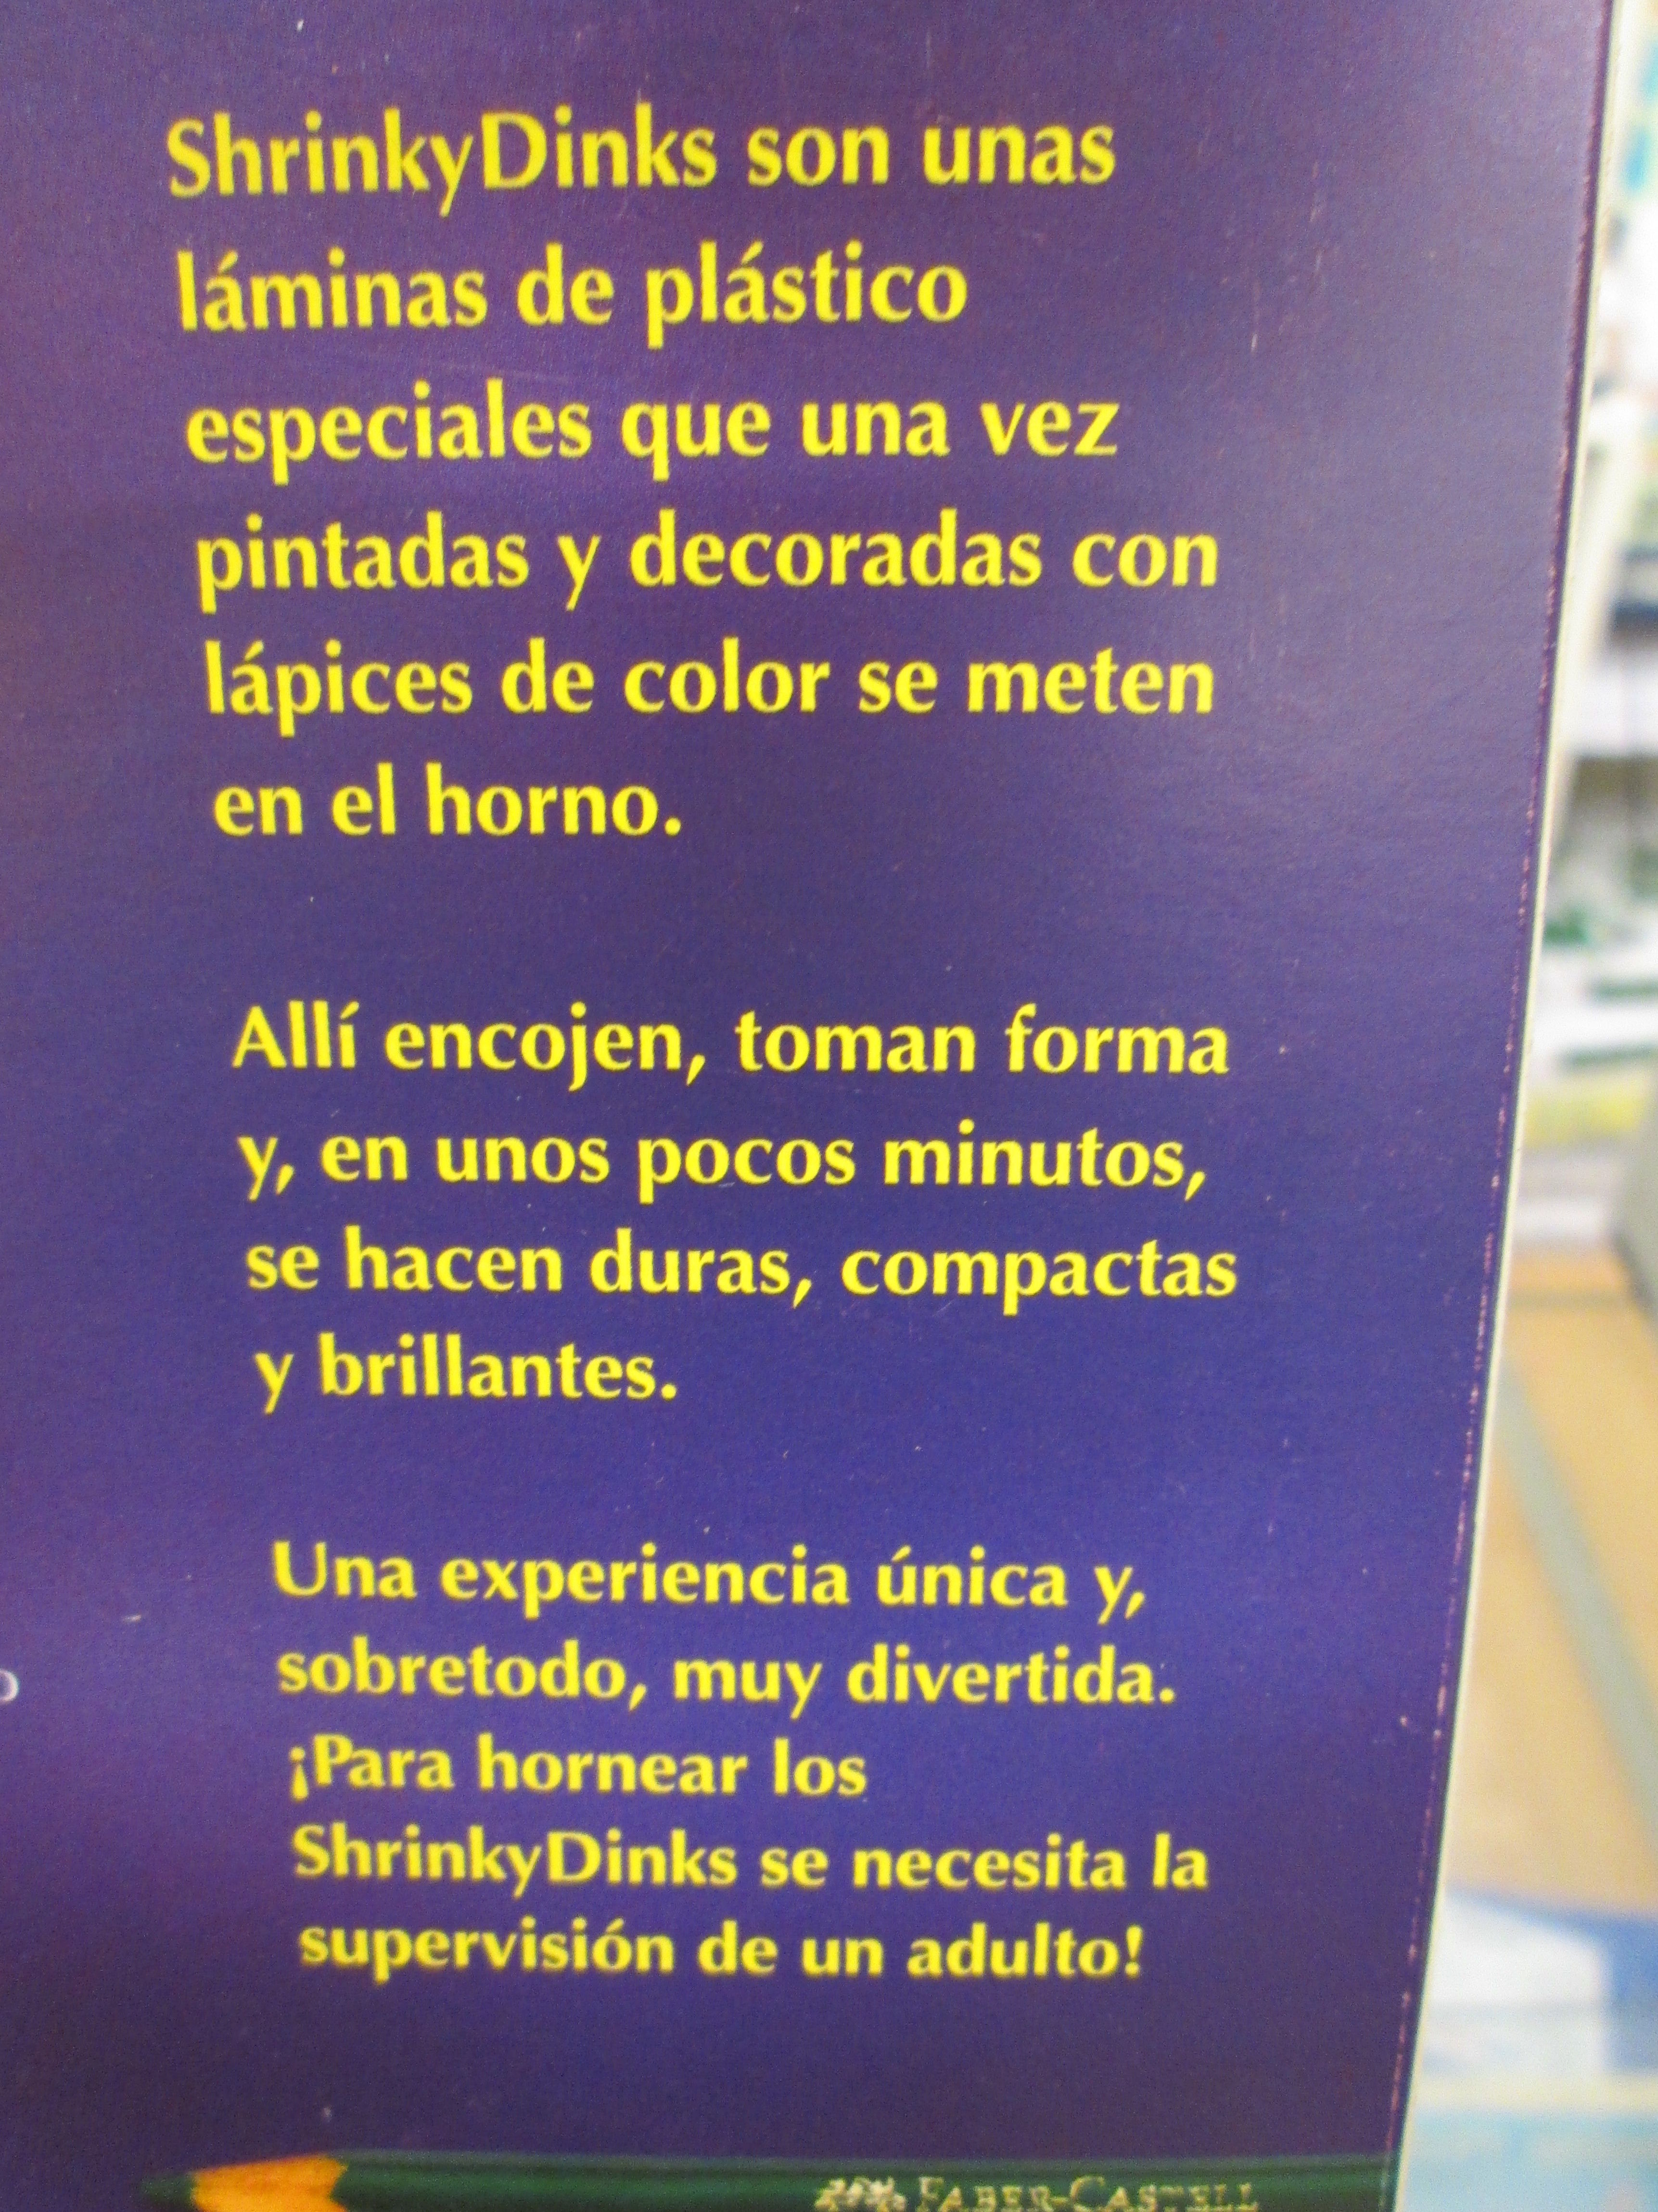 ShrinkyDinks son unas
láminas de plástico
especiales que una vez
pintadas y decoradas con
lápices de color se meten
en el horno.
Allí encojen, toman forma
y, en unos pocos minutos,
se hacen duras, compactas
y brillantes.
Una experiencia única y,
sobretodo, muy divertida.
¡Para hornear los
ShrinkyDinks se necesita la
supervisión de un adulto!
FABER-CASTELL